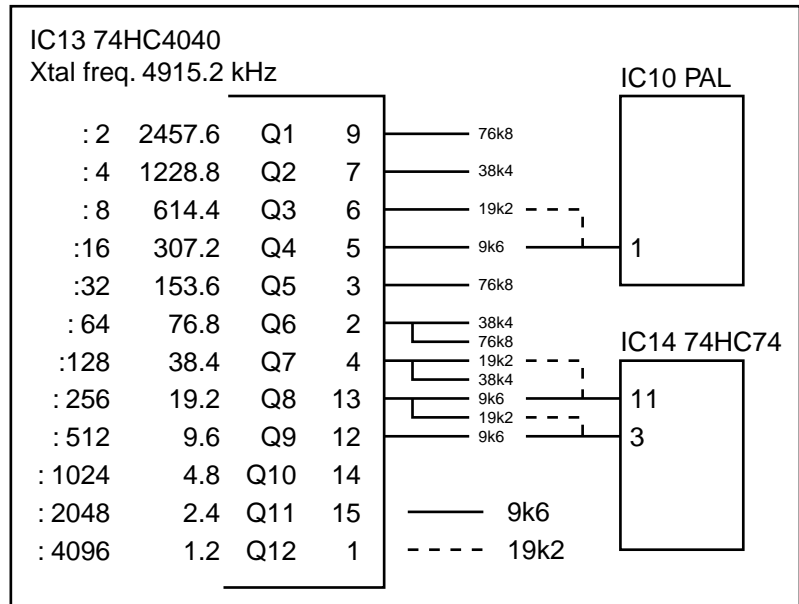 IC13 74HC4040
Xtal freq. 4915.2 kHz
IC10 PAL
: 2 2457.6 Q1 9 76k8
: 4 1228.8 Q2 7 38k4
: 8 614.4 Q3 6 19k2
:16 307.2 Q4 5 9k6 1
:32 153.6 Q5 3 76k8
: 64 76.8 Q6 2 38k4
76k8
IC14 74HC74
:128 38.4 Q7 4 19k2
38k4
: 256 19.2 Q8 13 9k6 11
19k2
: 512 9.6 Q9 12 9k6 3
: 1024 4.8 Q10 14
: 2048 2.4 Q11 15 9k6
: 4096 1.2 Q12 1 19k2